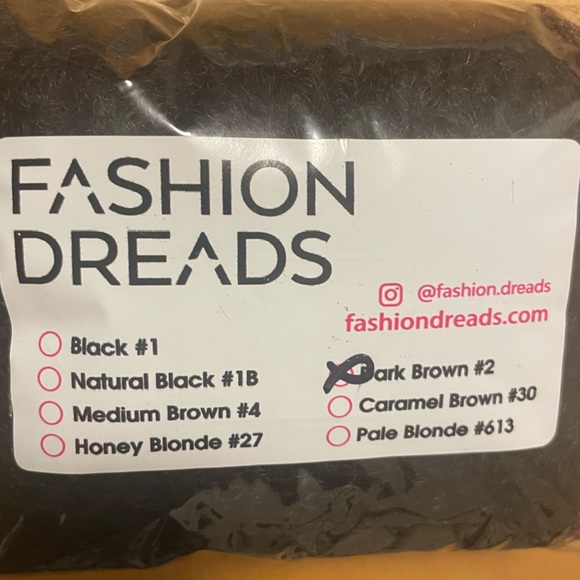 FASHION
DREADS
@fashion.dreads
fashiondreads.com
Black #1
Natural Black #1B
Medium Brown #4
Honey Blonde #27
Dark Brown #2
Caramel Brown #30
Pale Blonde #613